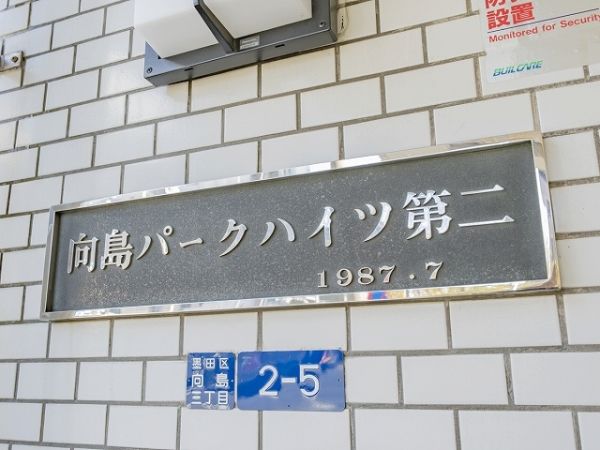 設置
Monitored for Security
BUILCARE
向島パークハイツ第二
1987.7
墨田区
向島
三丁目
2-5